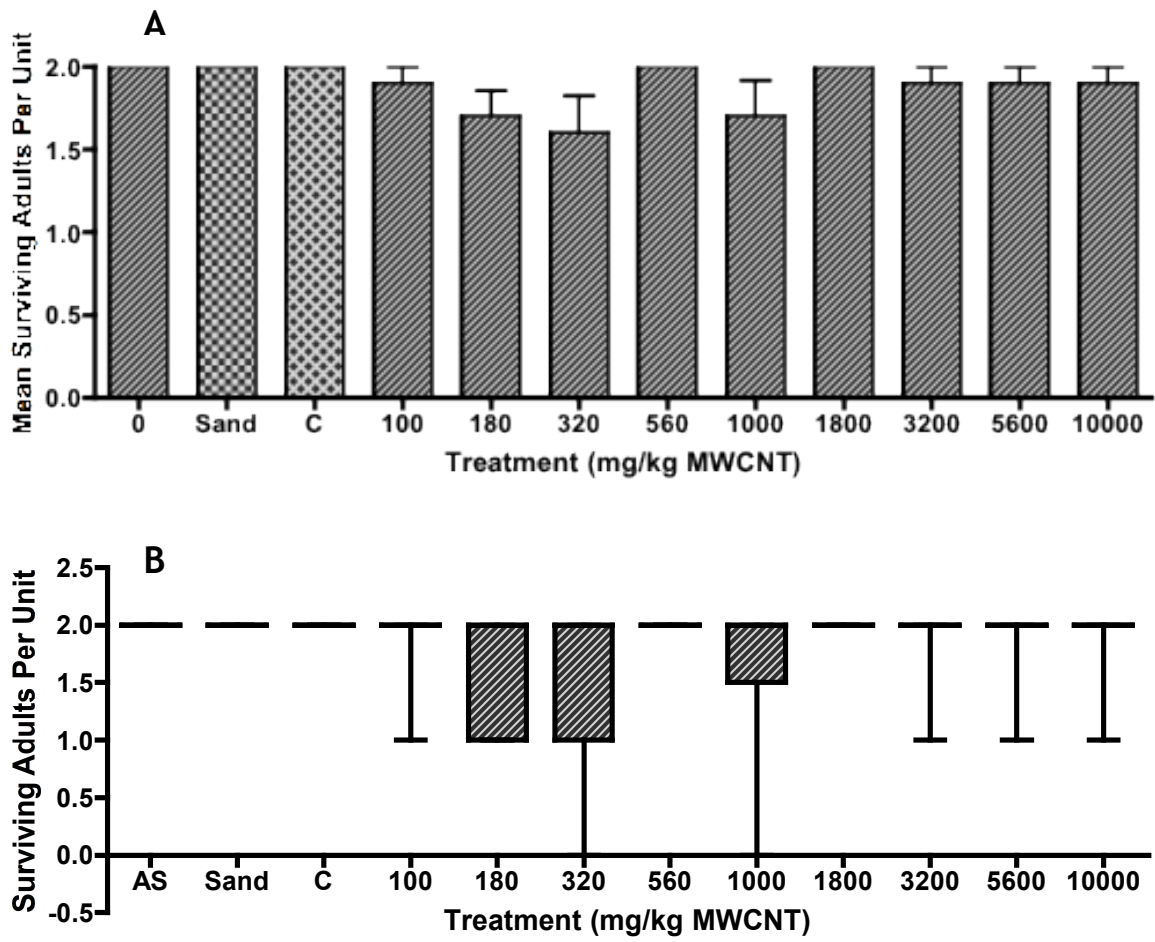 A
Mean Surviving Adults Per Unit
2.0
1.5
1.0
0.5
0.0
0 Sand C 100 180 320 560 1000 1800 3200 5600 10000
Treatment (mg/kg MWCNT)
B
Surviving Adults Per Unit
2.5
2.0
1.5
1.0
0.5
0.0
-0.5
AS Sand C 100 180 320 560 1000 1800 3200 5600 10000
Treatment (mg/kg MWCNT)